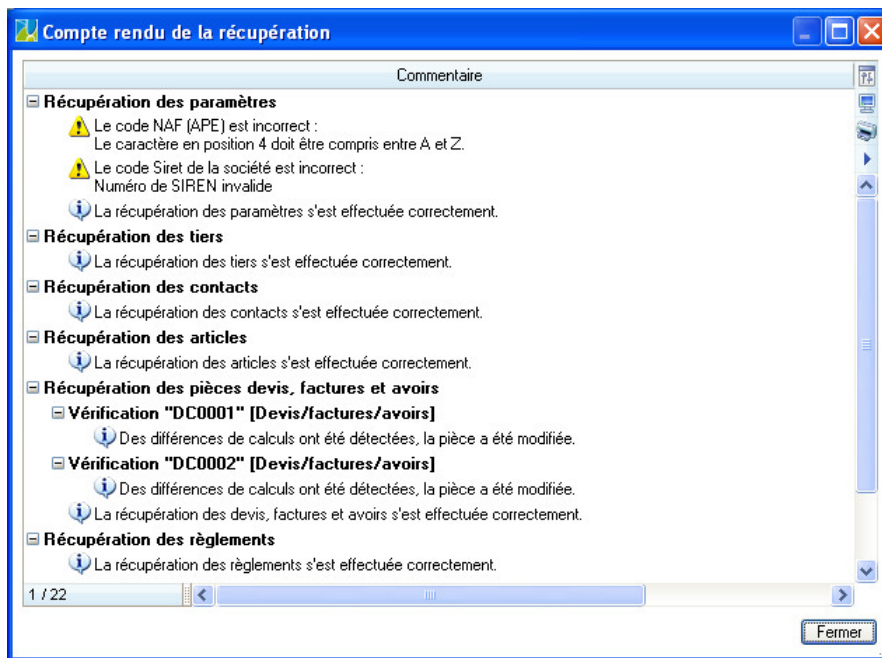 Compte rendu de la récupération
Commentaire
Récupération des paramètres
Le code NAF (APE) est incorrect :
Le caractère en position 4 doit être compris entre A et Z.
Le code Siret de la société est incorrect :
Numéro de SIREN invalide
La récupération des paramètres s'est effectuée correctement.
Récupération des tiers
La récupération des tiers s'est effectuée correctement.
Récupération des contacts
La récupération des contacts s'est effectuée correctement.
Récupération des articles
La récupération des articles s'est effectuée correctement.
Récupération des pièces devis, factures et avoirs
Vérification "DC0001" [Devis/factures/avoirs]
Des différences de calculs ont été détectées, la pièce a été modifiée.
Vérification "DC0002" [Devis/factures/avoirs]
Des différences de calculs ont été détectées, la pièce a été modifiée.
La récupération des devis, factures et avoirs s'est effectuée correctement.
Récupération des règlements
La récupération des règlements s'est effectuée correctement.
1 / 22
Fermer